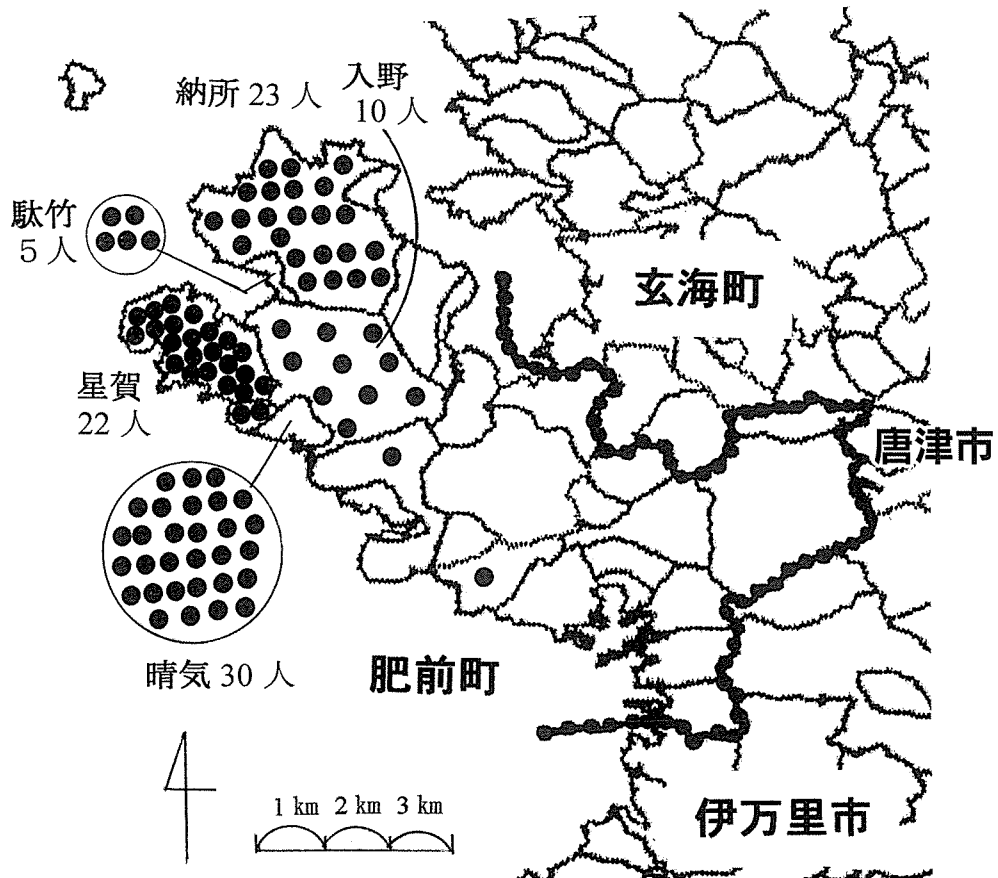 納所 23 人
入野
10 人
駄竹
5 人
玄海町
星賀
22 人
唐津市
晴気 30 人
肥前町
1 km 2 km 3 km
伊万里市